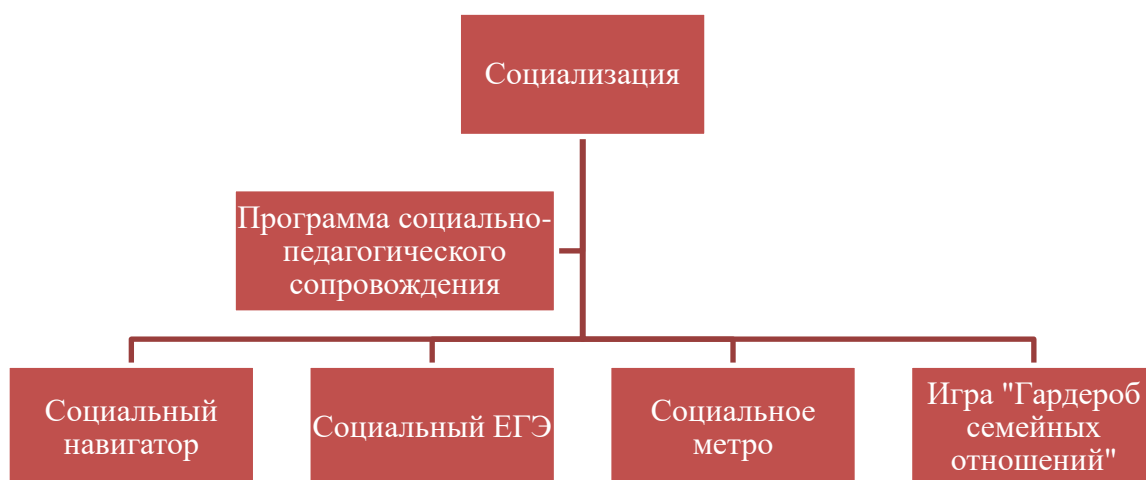 Социализация
Программа социально-
педагогического
сопровождения
Социальный
навигатор
Социальный ЕГЭ
Социальное
метро
Игра "Гардероб
семейных
отношений"